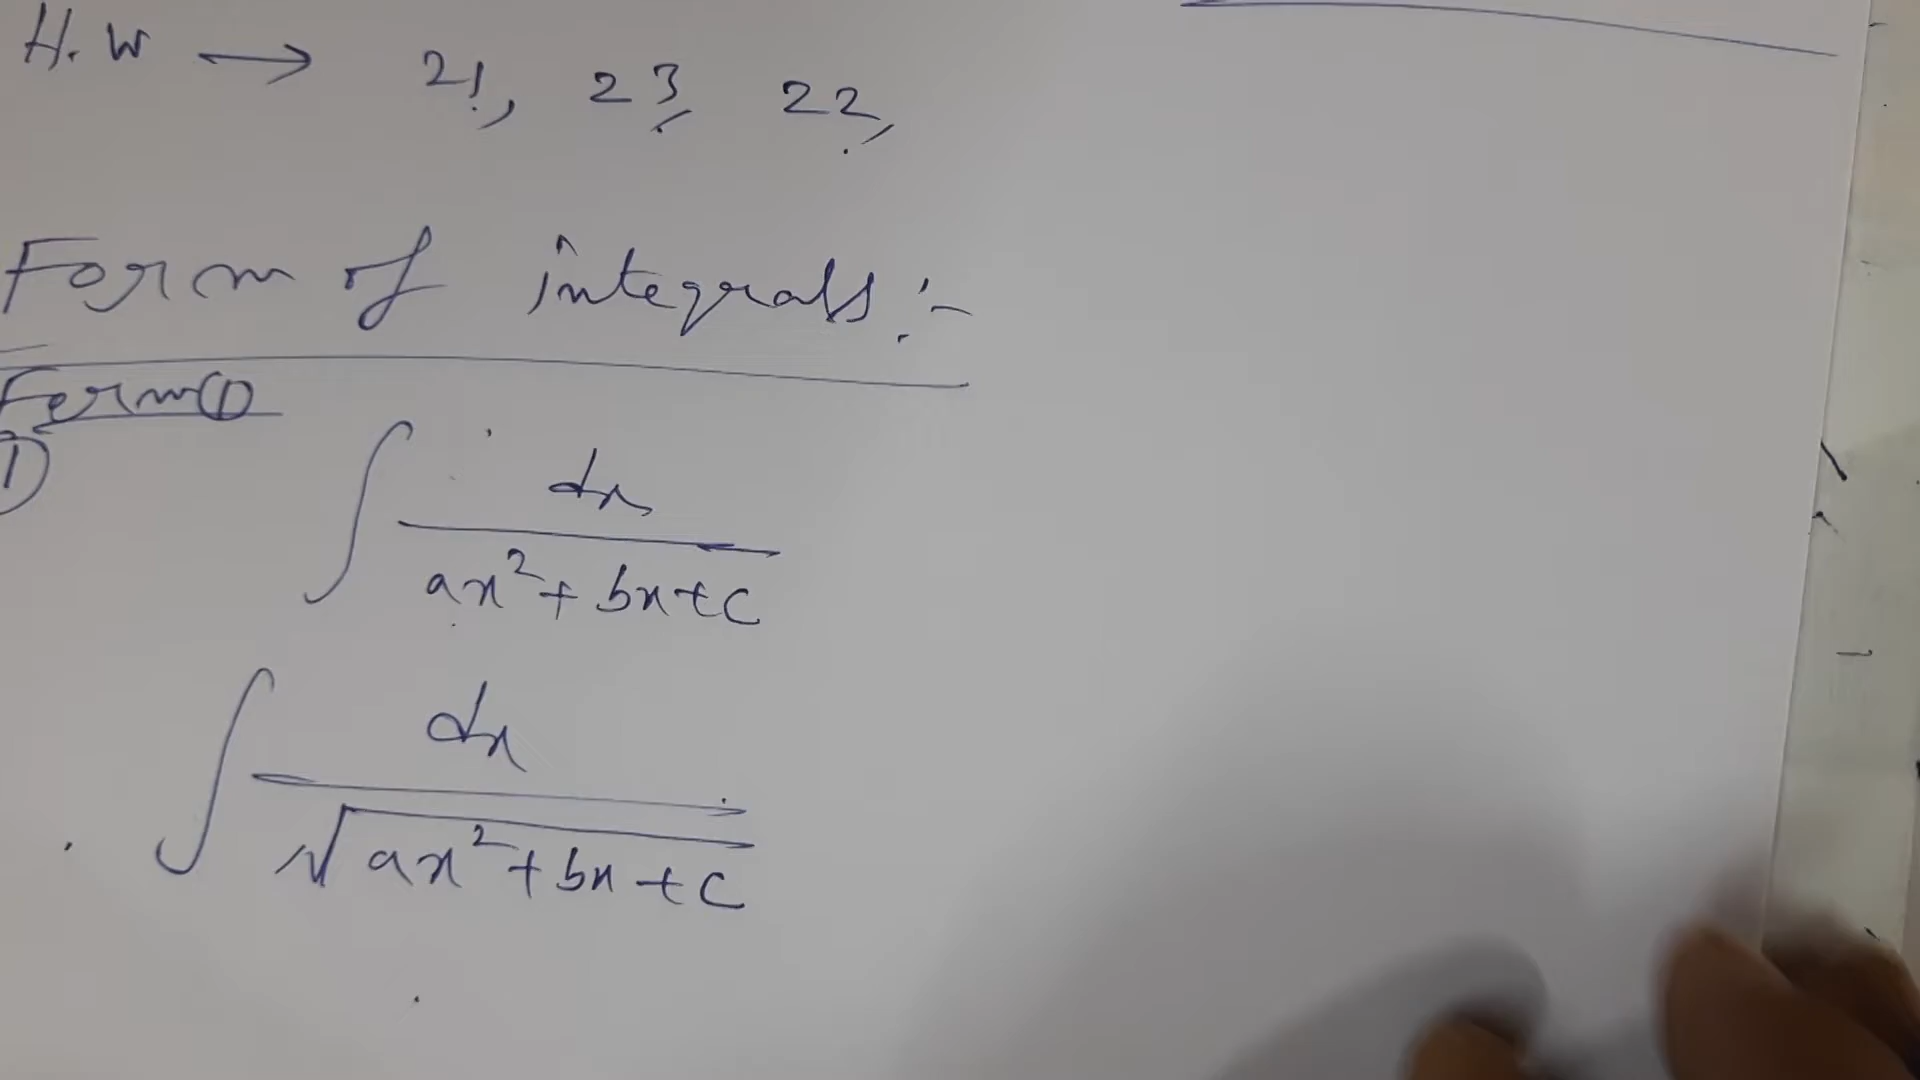 H.W → 21, 23, 22,
Form of integrals :-
Form ①
① ∫ dx / ax² + bx + c
∫ dx / √ax² + bx + c